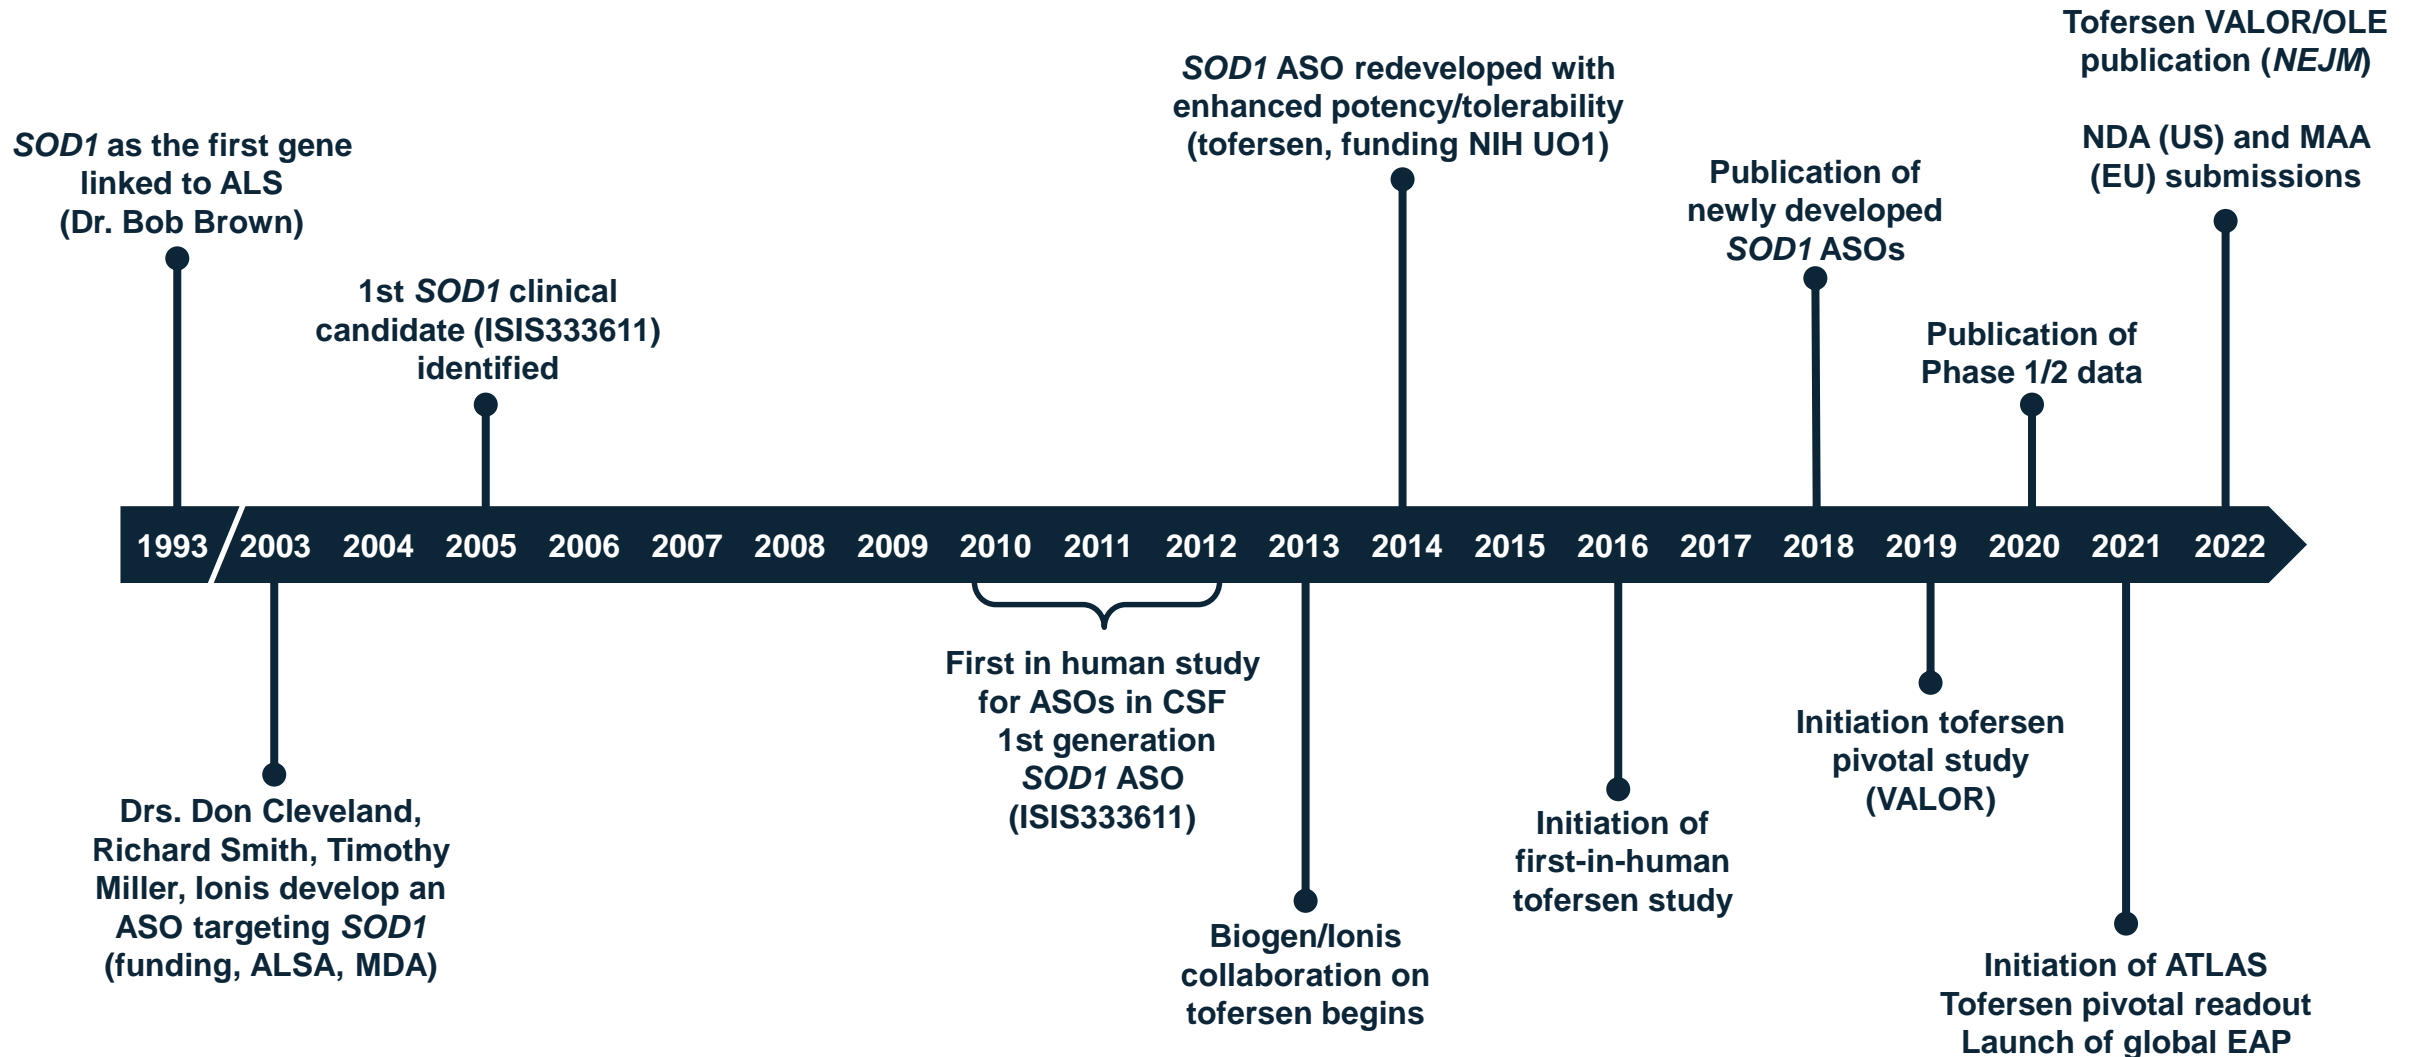 Tofersen VALOR/OLE
publication (NEJM)
NDA (US) and MAA
(EU) submissions
SOD1 ASO redeveloped with
enhanced potency/tolerability
(tofersen, funding NIH UO1)
SOD1 as the first gene
linked to ALS
(Dr. Bob Brown)
Publication of
newly developed
SOD1 ASOs
1st SOD1 clinical
candidate (ISIS333611)
identified
Publication of
Phase 1/2 data
1993 2003 2004 2005 2006 2007 2008 2009 2010 2011 2012 2013 2014 2015 2016 2017 2018 2019 2020 2021 2022
Drs. Don Cleveland,
Richard Smith, Timothy
Miller, Ionis develop an
ASO targeting SOD1
(funding, ALSA, MDA)
First in human study
for ASOs in CSF
1st generation
SOD1 ASO
(ISIS333611)
Biogen/Ionis
collaboration on
tofersen begins
Initiation of
first-in-human
tofersen study
Initiation tofersen
pivotal study
(VALOR)
Initiation of ATLAS
Tofersen pivotal readout
Launch of global EAP